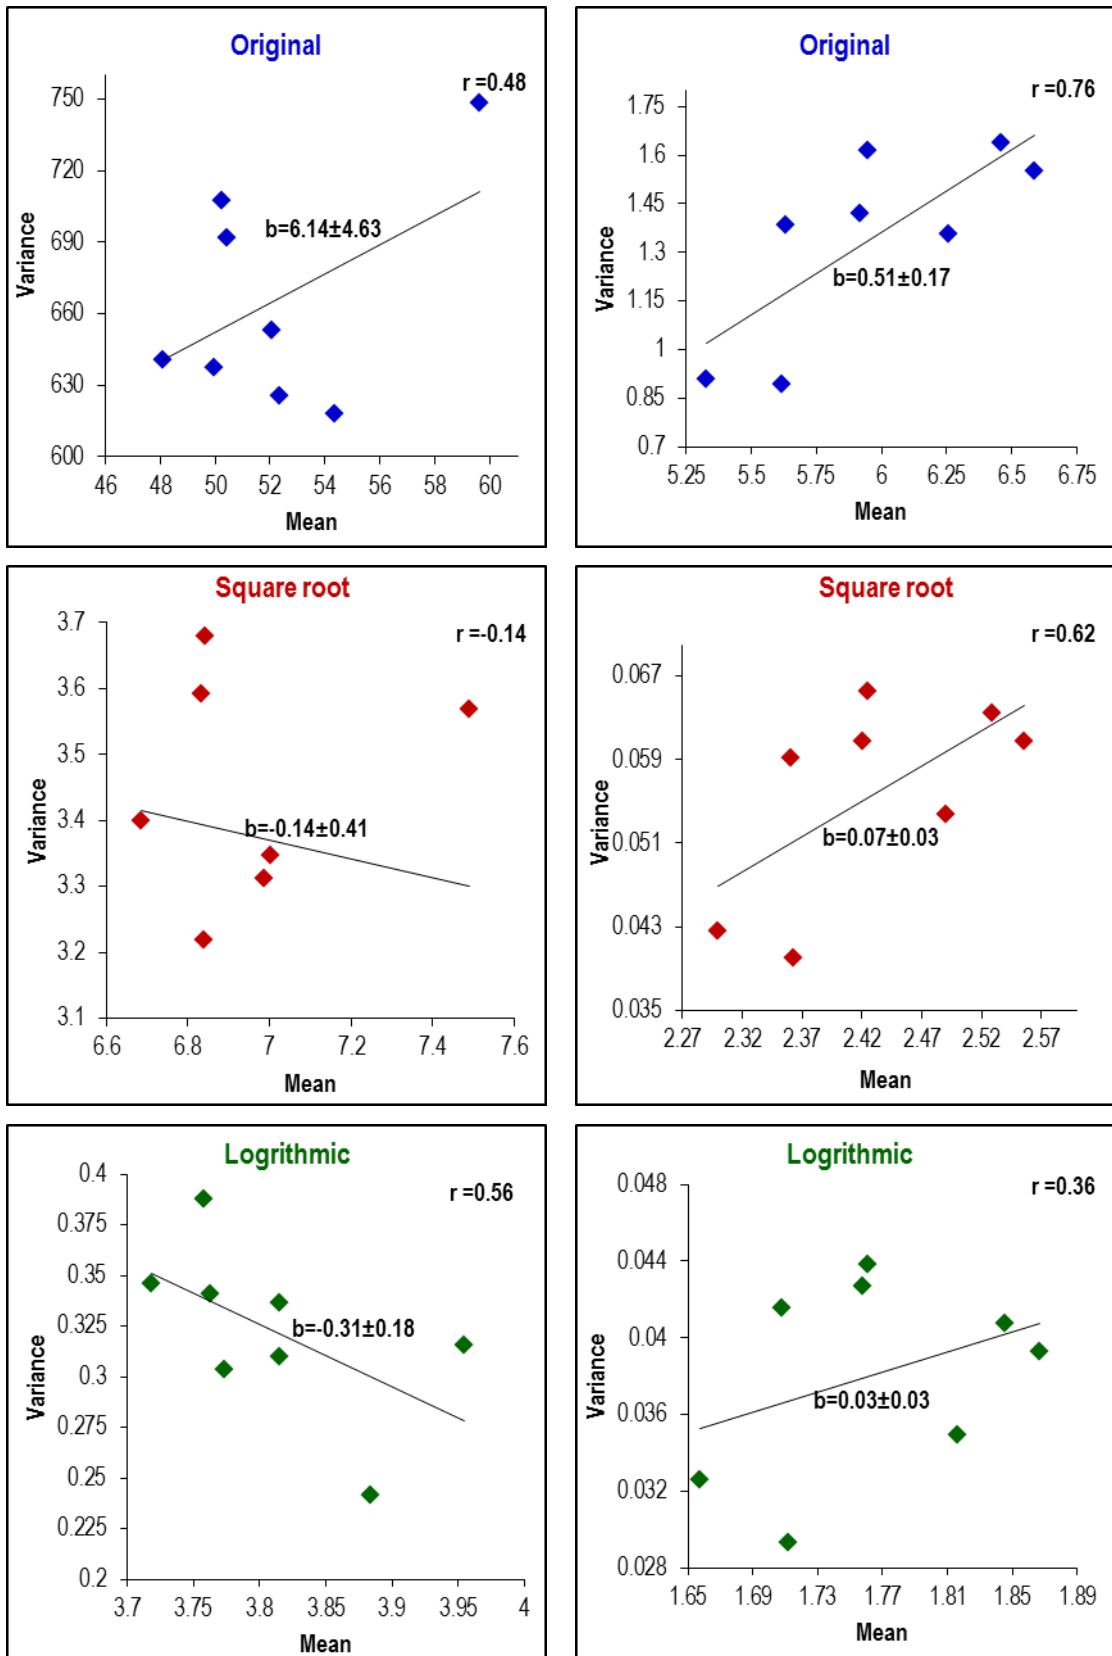 Original
r =0.48
750
720
690
660
630
600
Variance
b=6.14±4.63
46 48 50 52 54 56 58 60
Mean
Original
r =0.76
1.75
1.6
1.45
1.3
1.15
1
0.85
0.7
Variance
b=0.51±0.17
5.25 5.5 5.75 6 6.25 6.5 6.75
Mean
Square root
r =-0.14
3.7
3.6
3.5
3.4
3.3
3.2
3.1
Variance
b=-0.14±0.41
6.6 6.8 7 7.2 7.4 7.6
Mean
Square root
r =0.62
0.067
0.059
0.051
0.043
0.035
Variance
b=0.07±0.03
2.27 2.32 2.37 2.42 2.47 2.52 2.57
Mean
Logrithmic
r =0.56
0.4
0.375
0.35
0.325
0.3
0.275
0.25
0.225
0.2
Variance
b=-0.31±0.18
3.7 3.75 3.8 3.85 3.9 3.95 4
Mean
Logrithmic
r =0.36
0.048
0.044
0.04
0.036
0.032
0.028
Variance
b=0.03±0.03
1.65 1.69 1.73 1.77 1.81 1.85 1.89
Mean